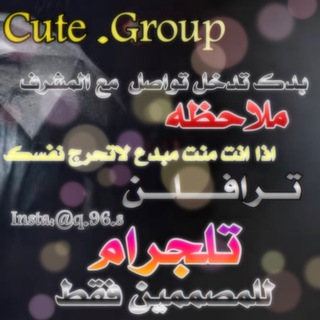 Cute .Group
بدك تدخل تواصل مع المشرف
ملاحظه
اذا انت منت مبدع لاتحرج نفسك
ترافلن
Insta:@q.96.s
تلجرام
للمصممين فقط